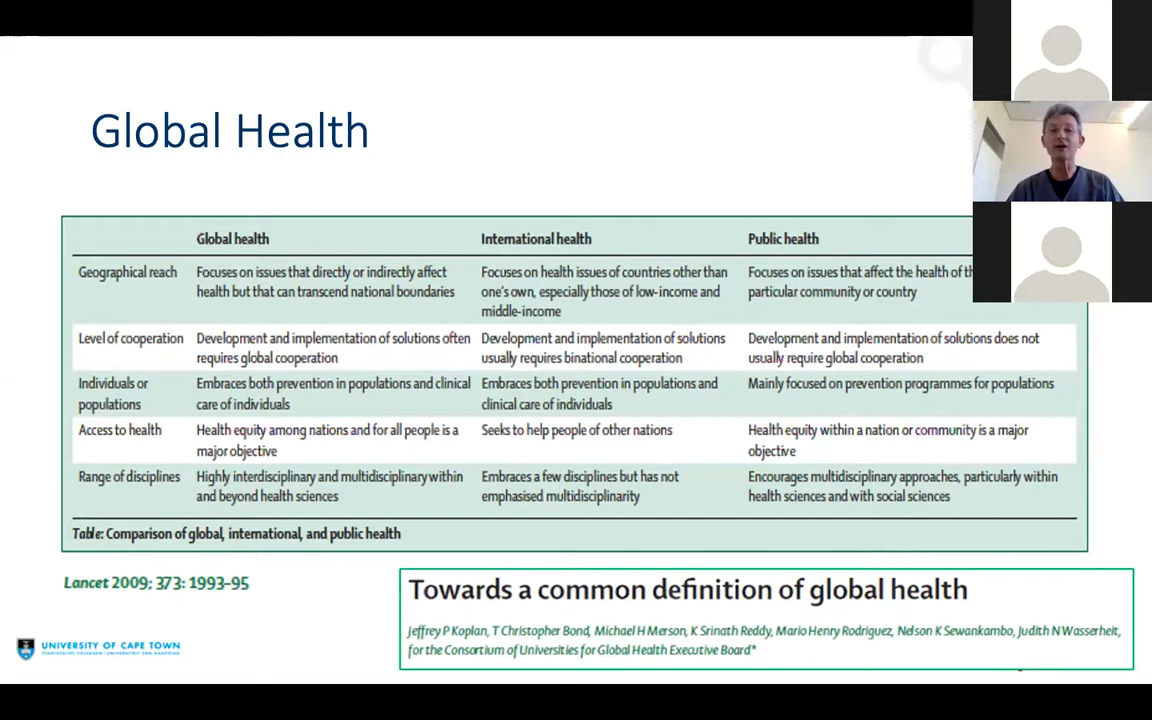 Global Health
Global health International health Public health
Geographical reach Focuses on issues that directly or indirectly affect Focuses on health issues of countries other than Focuses on issues that affect the health of th
health but that can transcend national boundaries one's own, especially those of low-income and particular community or country
middle-income
Level of cooperation Development and implementation of solutions often Development and implementation of solutions Development and implementation of solutions does not
requires global cooperation usually requires binational cooperation usually require global cooperation
Individuals or Embraces both prevention in populations and clinical Embraces both prevention in populations and Mainly focused on prevention programmes for populations
populations care of individuals clinical care of individuals
Access to health Health equity among nations and for all people is a Seeks to help people of other nations Health equity within a nation or community is a major
major objective objective
Range of disciplines Highly interdisciplinary and multidisciplinary within Embraces a few disciplines but has not Encourages multidisciplinary approaches, particularly within
and beyond health sciences emphasised multidisciplinarity health sciences and with social sciences
Table: Comparison of global, international, and public health
Lancet 2009; 373: 1993–95
Towards a common definition of global health
Jeffrey P Koplan, T Christopher Bond, Michael H Merson, K Srinath Reddy, Mario Henry Rodriguez, Nelson K Sewankambo, Judith N Wasserheit,
for the Consortium of Universities for Global Health Executive Board*
UNIVERSITY OF CAPE TOWN